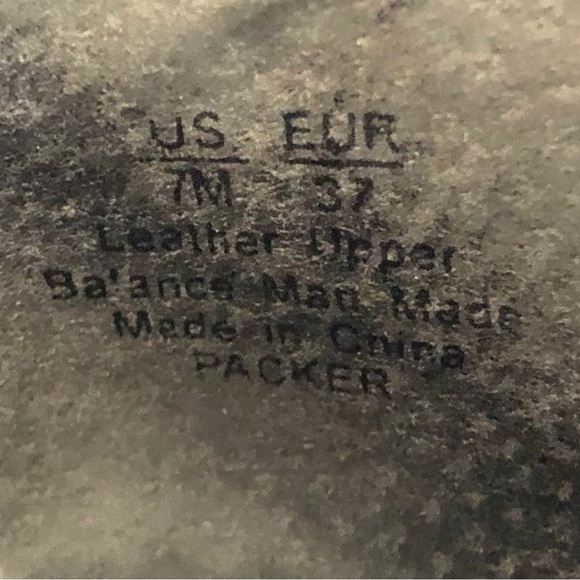 US EUR
7M 37
Leather Upper
Balance Man Made
Made in China
PACKER